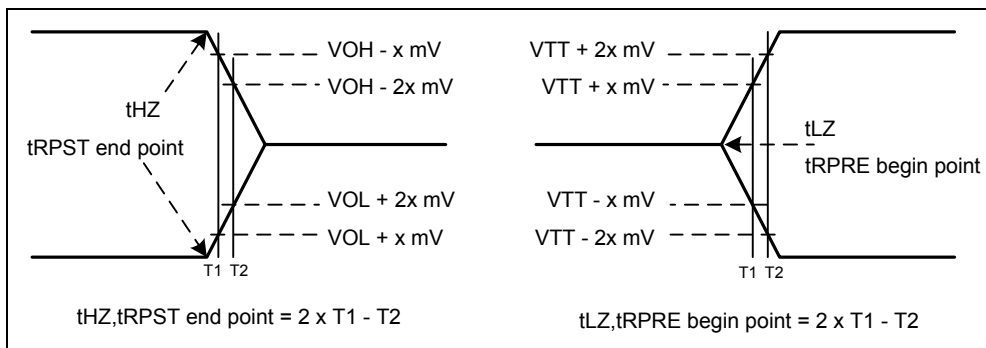 VOH - x mV
VOH - 2x mV
tHZ
tRPST end point
VOL + 2x mV
VOL + x mV
T1 T2
tHZ,tRPST end point = 2 x T1 - T2
VTT + 2x mV
VTT + x mV
tLZ
tRPRE begin point
VTT - x mV
VTT - 2x mV
T1 T2
tLZ,tRPRE begin point = 2 x T1 - T2